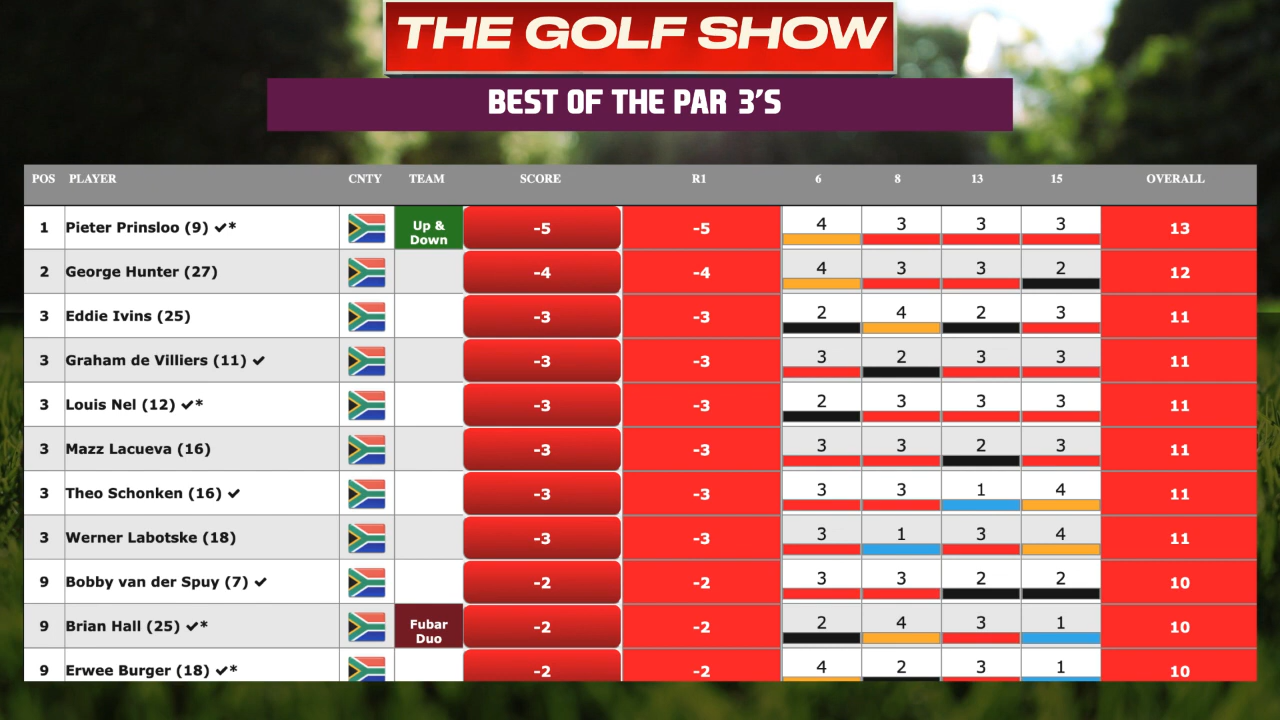 THE GOLF SHOW
BEST OF THE PAR 3'S
POS PLAYER CNTY TEAM SCORE R1 6 8 13 15 OVERALL
1 Pieter Prinsloo (9) ✔* Up & Down -5 -5 4 3 3 3 13
2 George Hunter (27) -4 -4 4 3 3 2 12
3 Eddie Ivins (25) -3 -3 2 4 2 3 11
3 Graham de Villiers (11) ✔ -3 -3 3 2 3 3 11
3 Louis Nel (12) ✔* -3 -3 2 3 3 3 11
3 Mazz Lacueva (16) -3 -3 3 3 2 3 11
3 Theo Schonken (16) ✔ -3 -3 3 3 1 4 11
3 Werner Labotske (18) -3 -3 3 1 3 4 11
9 Bobby van der Spuy (7) ✔ -2 -2 3 3 2 2 10
9 Brian Hall (25) ✔* Fubar Duo -2 -2 2 4 3 1 10
9 Erwee Burger (18) ✔* -2 -2 4 2 3 1 10